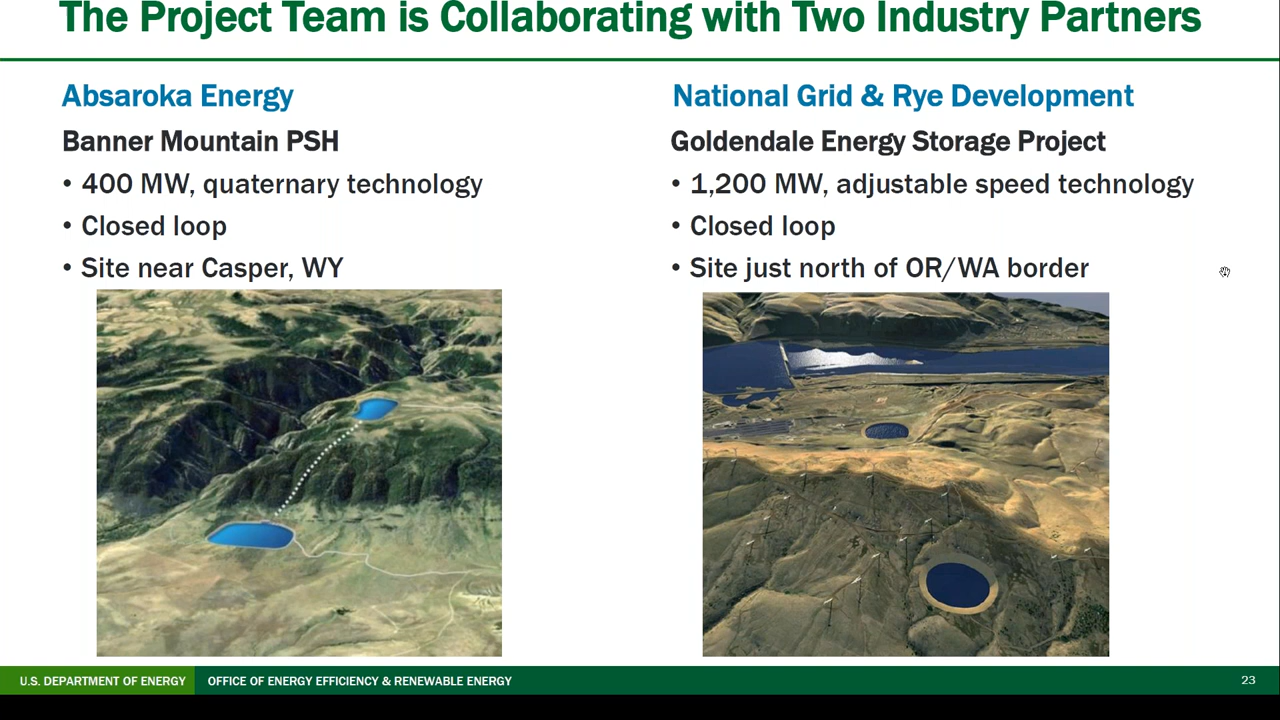 The Project Team is Collaborating with Two Industry Partners
Absaroka Energy
Banner Mountain PSH
• 400 MW, quaternary technology
• Closed loop
• Site near Casper, WY
National Grid & Rye Development
Goldendale Energy Storage Project
• 1,200 MW, adjustable speed technology
• Closed loop
• Site just north of OR/WA border
U.S. DEPARTMENT OF ENERGY OFFICE OF ENERGY EFFICIENCY & RENEWABLE ENERGY 23